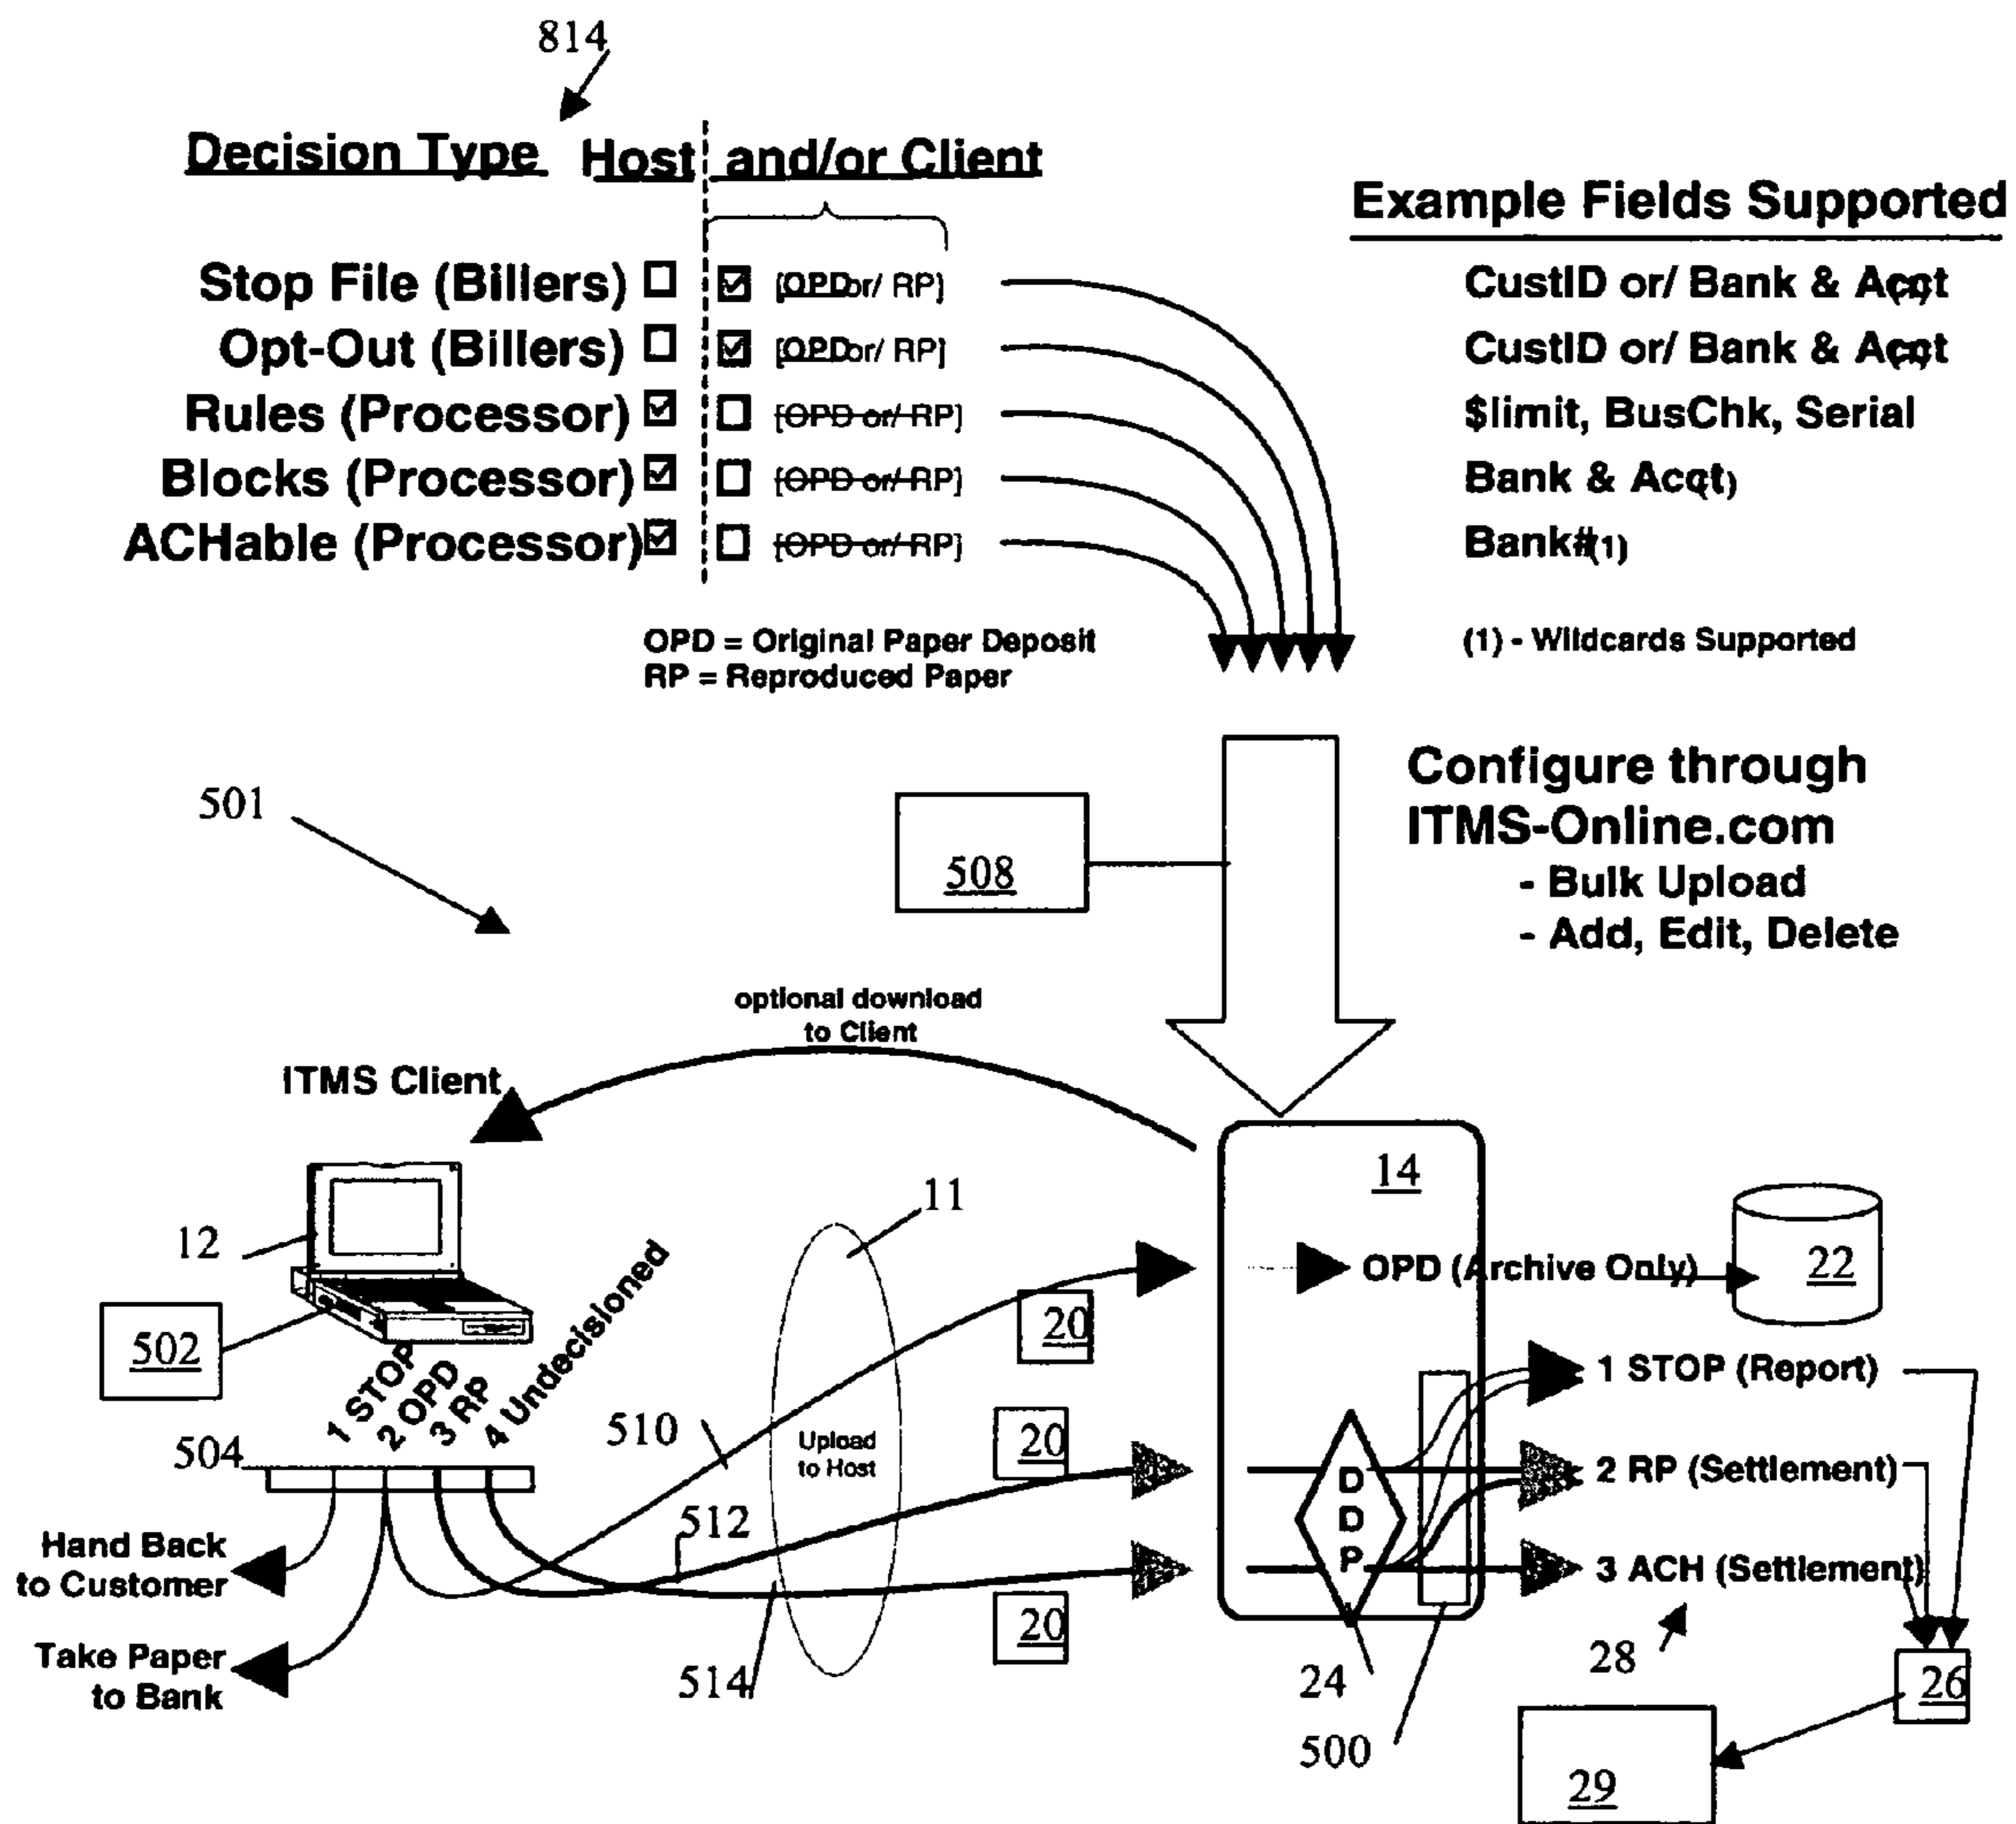 814
Decision Type Host and/or Client
Example Fields Supported
Stop File (Billers) [OPD or/ RP] CustID or/ Bank & Acct
Opt-Out (Billers) [OPD or/ RP] CustID or/ Bank & Acct
Rules (Processor) [OPD or/ RP] $limit, BusChk, Serial
Blocks (Processor) [OPD or/ RP] Bank & Acct
ACHable (Processor) [OPD or/ RP] Bank#(1)
OPD = Original Paper Deposit
RP = Reproduced Paper
(1) - Wildcards Supported
501
508
Configure through
ITMS-Online.com
- Bulk Upload
- Add, Edit, Delete
optional download
to Client
ITMS Client
12
11
14
502
OPD (Archive Only)
22
20
1 STOP
2 OPD
3 RP
4 Undecisioned
504
510
Upload
to Host
20
DDP
1 STOP (Report)
2 RP (Settlement)
3 ACH (Settlement)
512
Hand Back
to Customer
Take Paper
to Bank
514
20
24
500
28
26
29